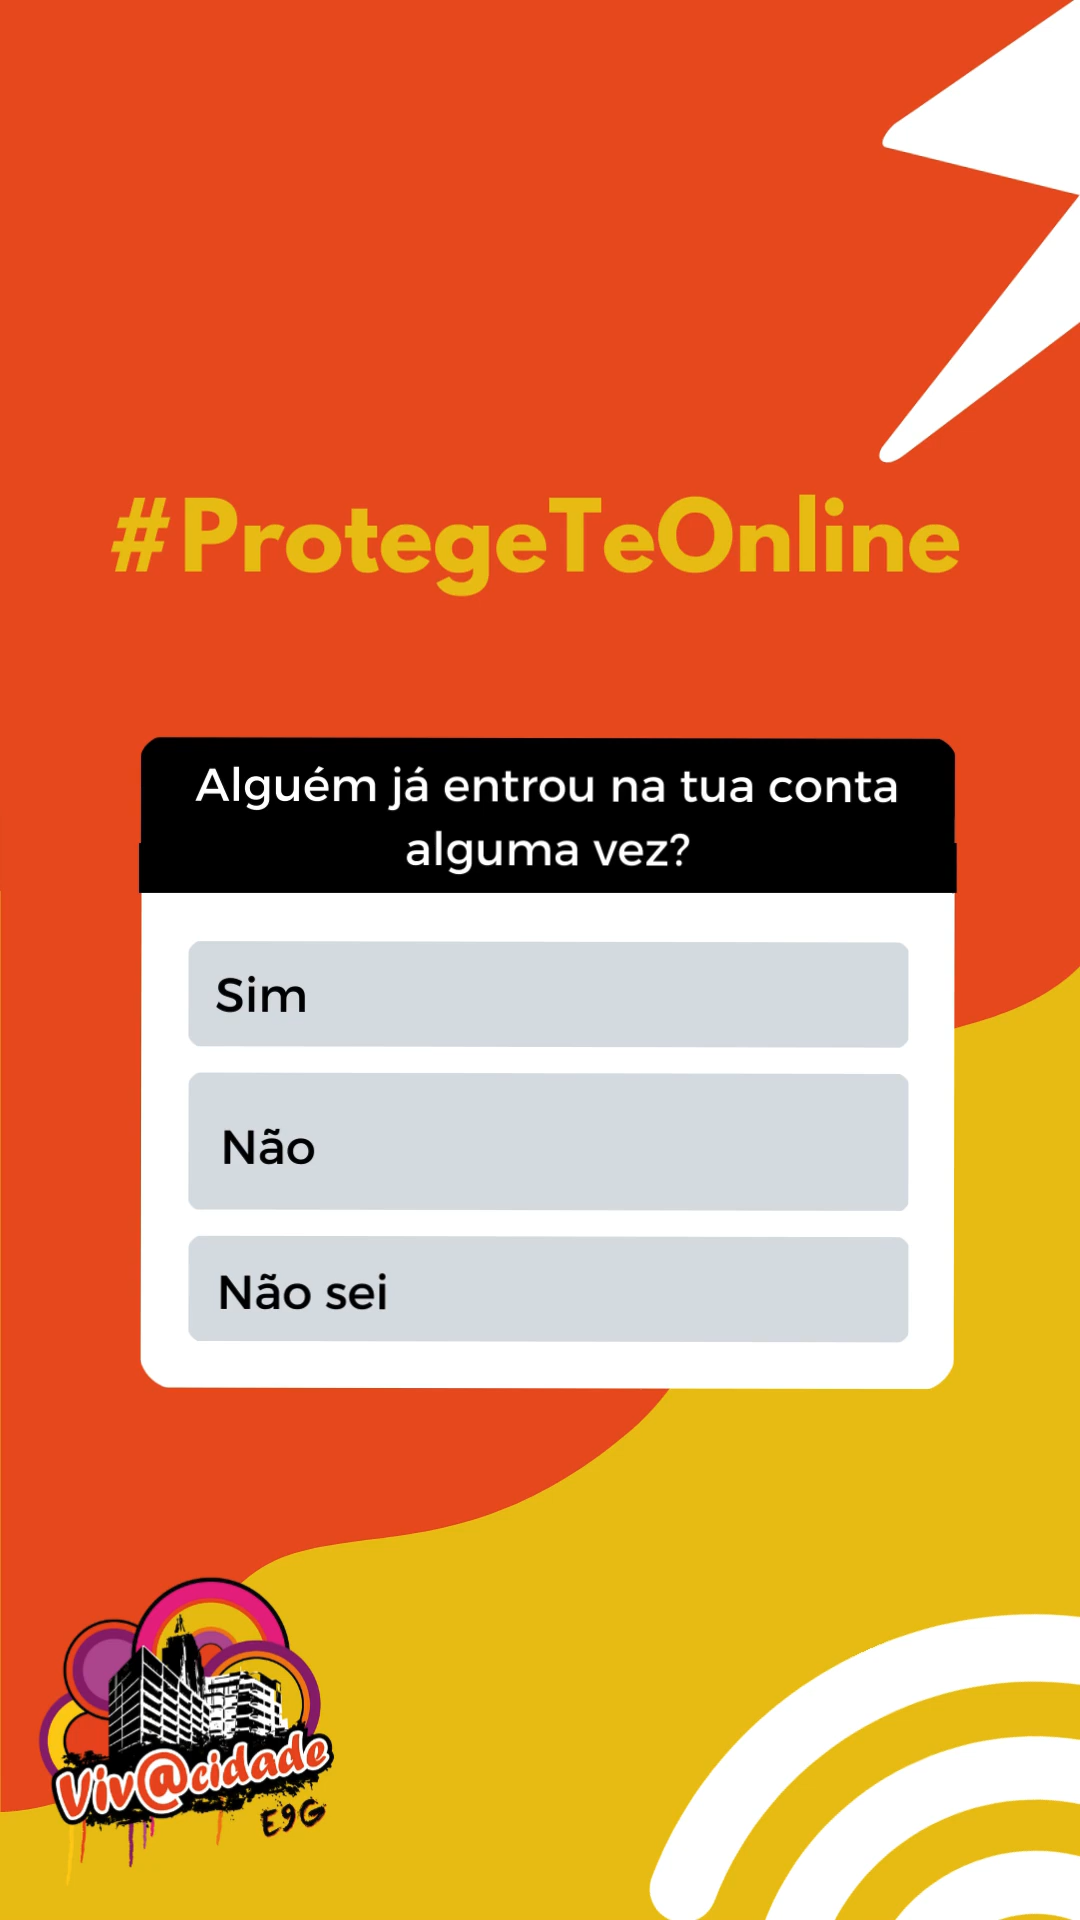 #ProtegeTeOnline
Alguém já entrou na tua conta
alguma vez?
Sim
Não
Não sei
Viv@cidade
E9G